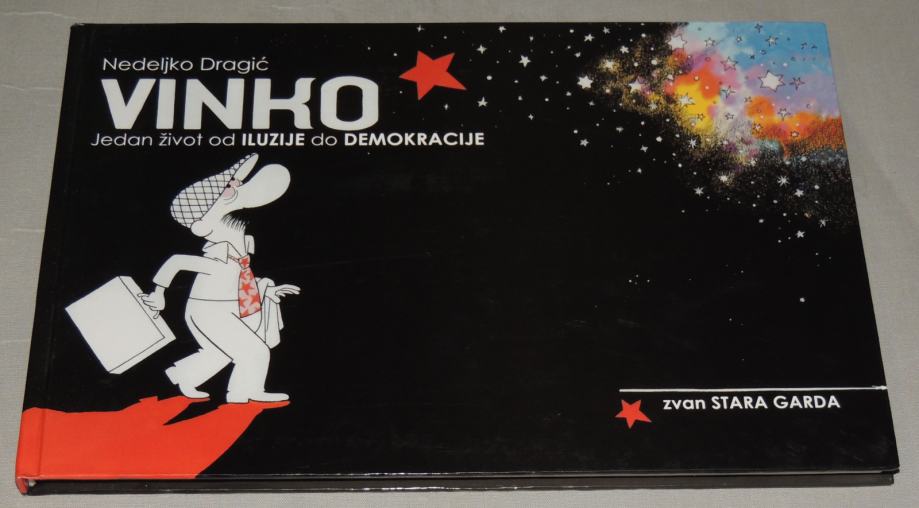 Nedeljko Dragić
VINKO
Jedan život od ILUZIJE do DEMOKRACIJE
zvan STARA GARDA